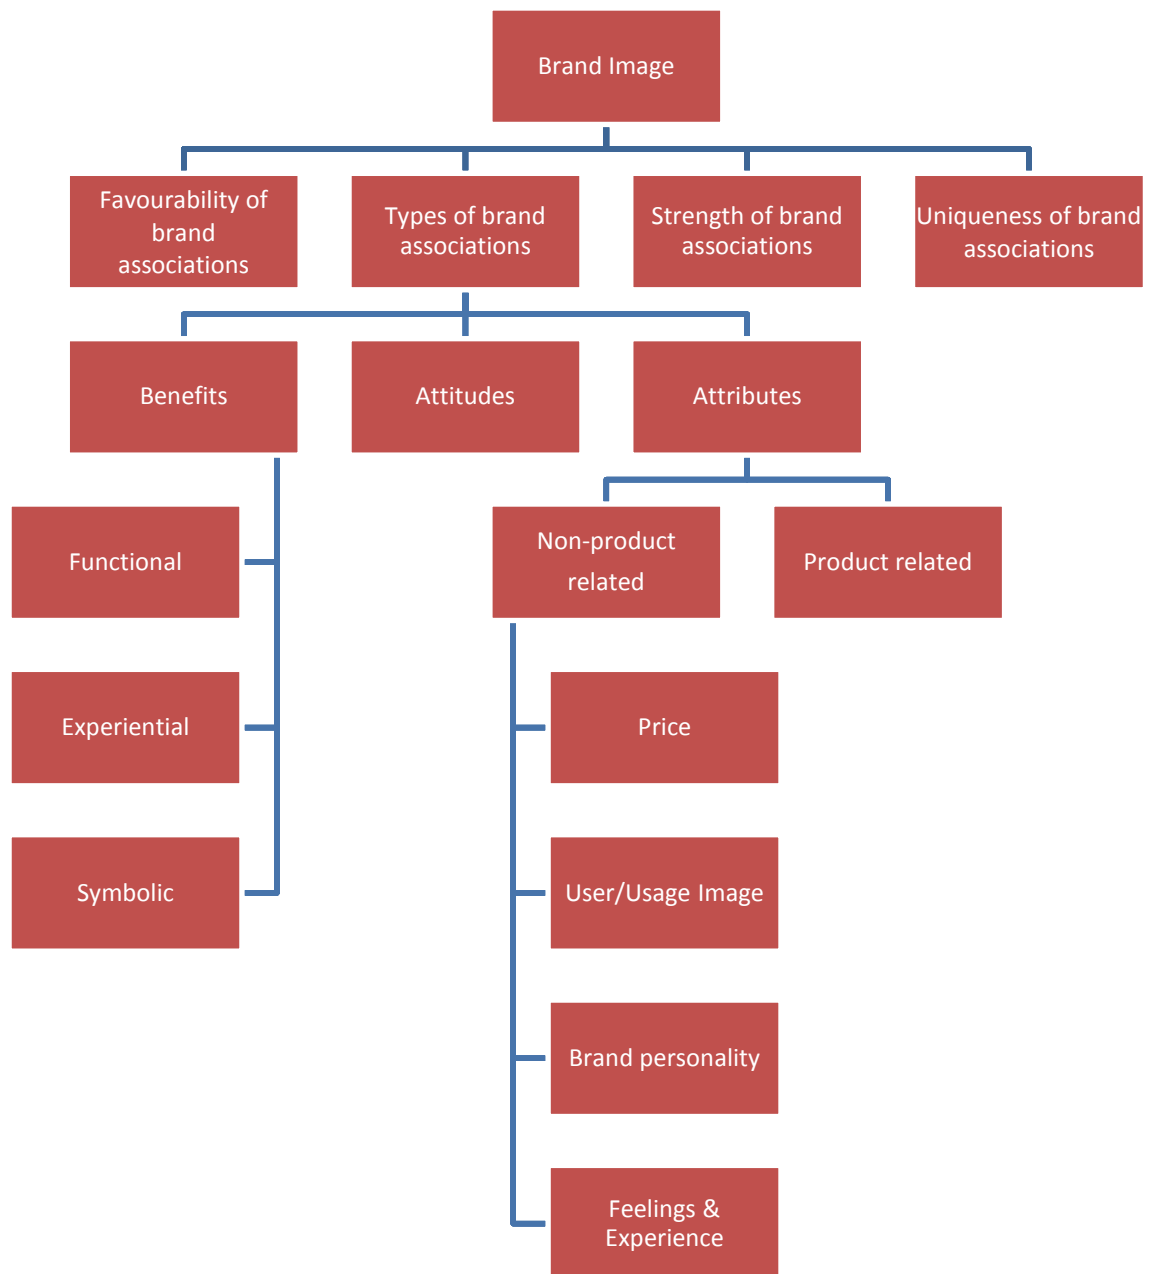 Brand Image
Favourability of
brand
associations
Types of brand
associations
Strength of brand
associations
Uniqueness of brand
associations
Benefits
Attitudes
Attributes
Functional
Non-product
related
Product related
Experiential
Price
Symbolic
User/Usage Image
Brand personality
Feelings &
Experience